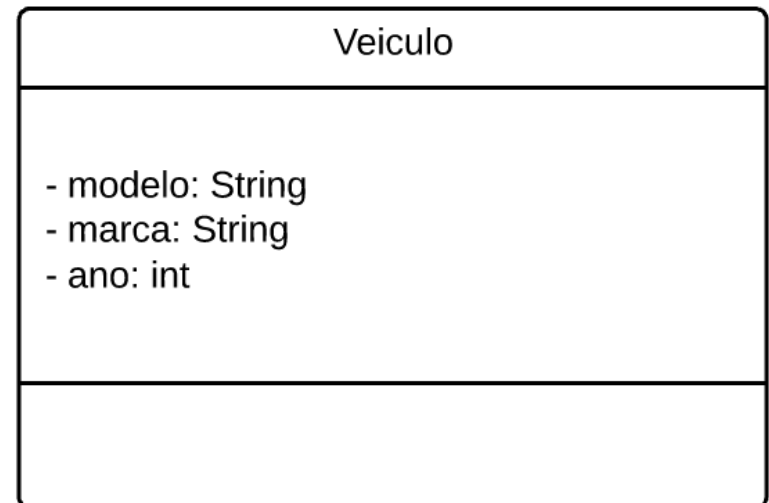 Veiculo
- modelo: String
- marca: String
- ano: int